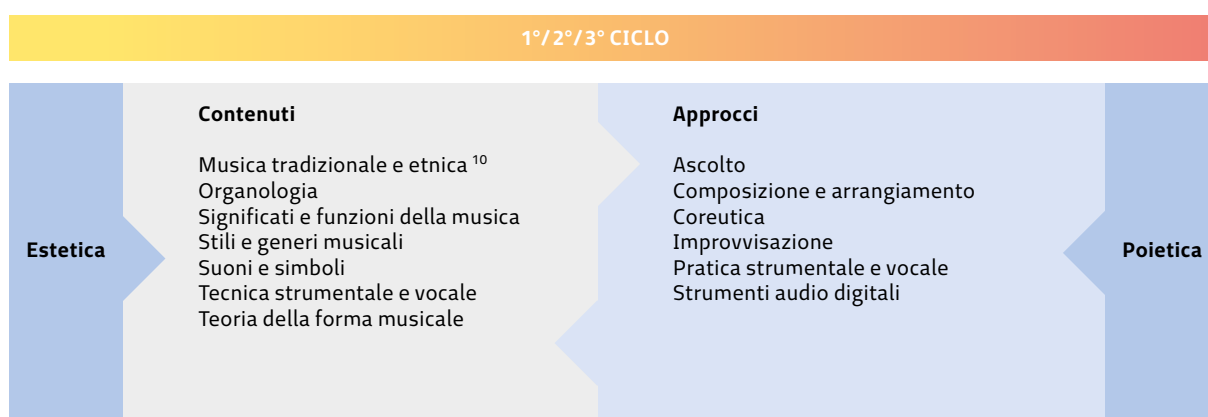 1°/2°/3° CICLO
Estetica
Contenuti
Musica tradizionale e etnica 10
Organologia
Significati e funzioni della musica
Stili e generi musicali
Suoni e simboli
Tecnica strumentale e vocale
Teoria della forma musicale
Approcci
Ascolto
Composizione e arrangiamento
Coreutica
Improvvisazione
Pratica strumentale e vocale
Strumenti audio digitali
Poietica